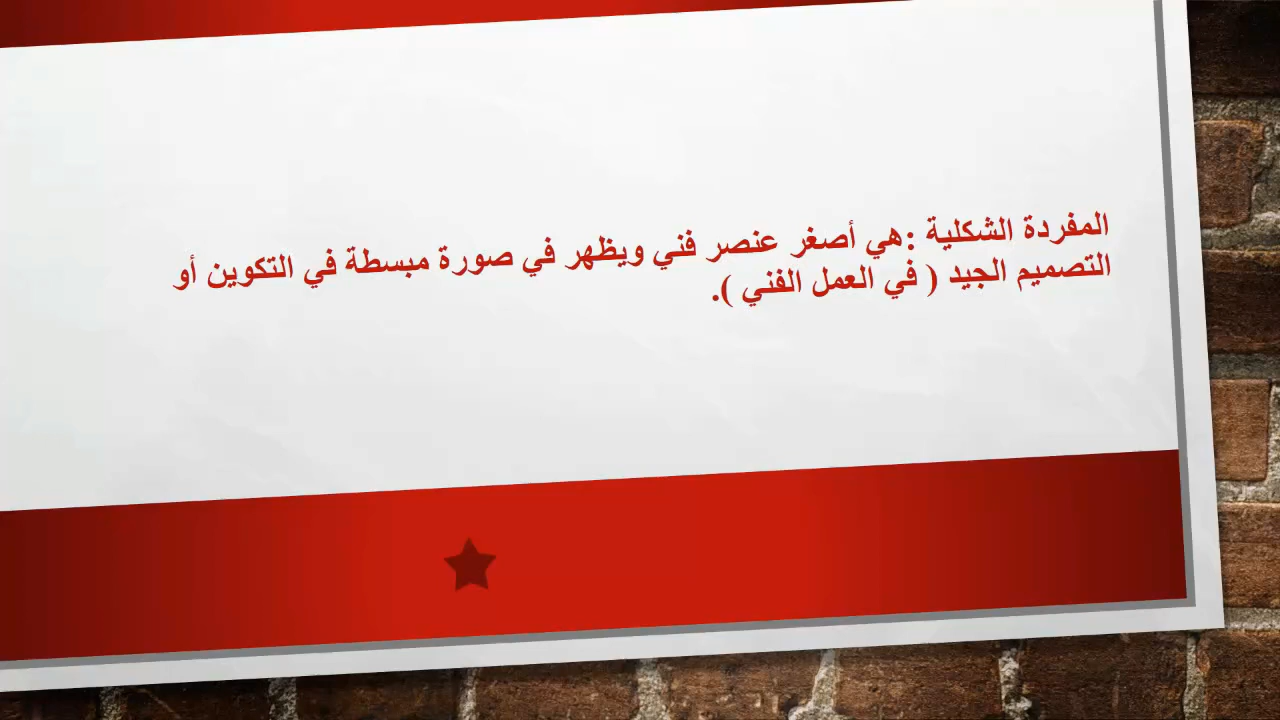 المفردة الشكلية :هي أصغر عنصر فني ويظهر في صورة مبسطة في التكوين أو
التصميم الجيد ( في العمل الفني ).